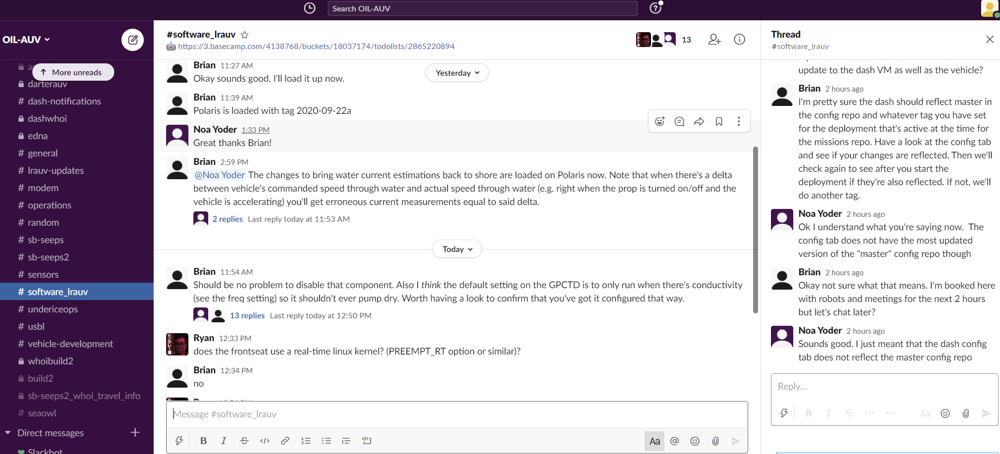 Search OIL-AUV
OIL-AUV
More unreads
darterauv
# dash-notifications
dashwhoi
edna
# general
# lrauv-updates
# modem
# operations
# random
# sb-seeps
# sb-seeps2
# sensors
# software_lrauv
# undericeops
# usbl
# vehicle-development
whoibuild2
build2
sb-seeps2_whoi_travel_info
# seaowl
Direct messages
Slackbot
#software_lrauv
https://3.basecamp.com/4138768/buckets/18037174/todolists/2865220894
13
Yesterday
Brian 11:27 AM
Okay sounds good. I'll load it up now.
Brian 11:39 AM
Polaris is loaded with tag 2020-09-22a
Noa Yoder 1:33 PM
Great thanks Brian!
Brian 2:59 PM
@Noa Yoder The changes to bring water current estimations back to shore are loaded on Polaris now. Note that when there's a delta
between vehicle's commanded speed through water and actual speed through water (e.g. right when the prop is turned on/off and the
vehicle is accelerating) you'll get erroneous current measurements equal to said delta.
2 replies Last reply today at 11:53 AM
Today
Brian 11:54 AM
Should be no problem to disable that component. Also I think the default setting on the GPCTD is to only run when there's conductivity
(see the freq setting) so it shouldn't ever pump dry. Worth having a look to confirm that you've got it configured that way.
13 replies Last reply today at 12:50 PM
Ryan 12:33 PM
does the frontseat use a real-time linux kernel? (PREEMPT_RT option or similar)?
Brian 12:34 PM
no
Message #software_lrauv
B I S </> Aa @
Thread
#software_lrauv
update to the dash VM as well as the vehicle?
Brian 2 hours ago
I'm pretty sure the dash should reflect master in
the config repo and whatever tag you have set
for the deployment that's active at the time for
the missions repo. Have a look at the config tab
and see if your changes are reflected. Then we'll
check again to see after you start the
deployment if they're also reflected. If not, we'll
do another tag.
Noa Yoder 2 hours ago
Ok I understand what you're saying now. The
config tab does not have the most updated
version of the "master" config repo though
Brian 2 hours ago
Okay not sure what that means. I'm booked here
with robots and meetings for the next 2 hours
but let's chat later?
Noa Yoder 2 hours ago
Sounds good. I just meant that the dash config
tab does not reflect the master config repo
Reply...
B I S </> Aa